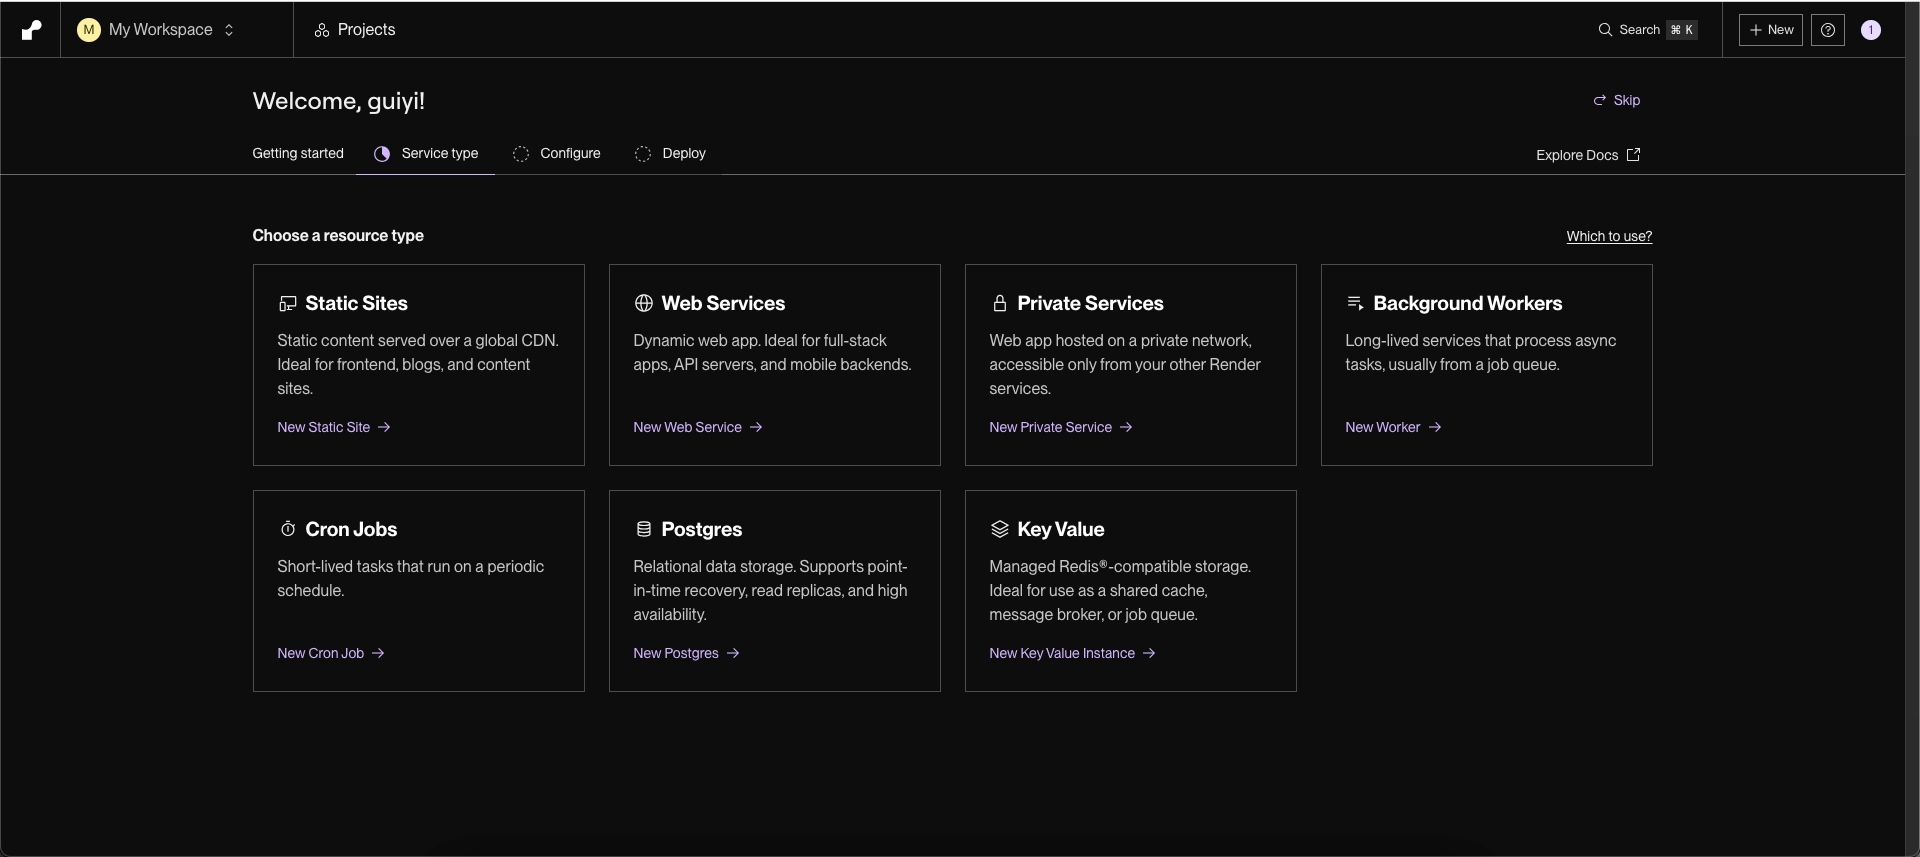 M My Workspace
Projects
Search ⌘ K
+ New
1
Welcome, guiyi!
Skip
Getting started
Service type
Configure
Deploy
Explore Docs
Choose a resource type
Which to use?
Static Sites
Static content served over a global CDN.
Ideal for frontend, blogs, and content
sites.
New Static Site →
Web Services
Dynamic web app. Ideal for full-stack
apps, API servers, and mobile backends.
New Web Service →
Private Services
Web app hosted on a private network,
accessible only from your other Render
services.
New Private Service →
Background Workers
Long-lived services that process async
tasks, usually from a job queue.
New Worker →
Cron Jobs
Short-lived tasks that run on a periodic
schedule.
New Cron Job →
Postgres
Relational data storage. Supports point-
in-time recovery, read replicas, and high
availability.
New Postgres →
Key Value
Managed Redis®-compatible storage.
Ideal for use as a shared cache,
message broker, or job queue.
New Key Value Instance →